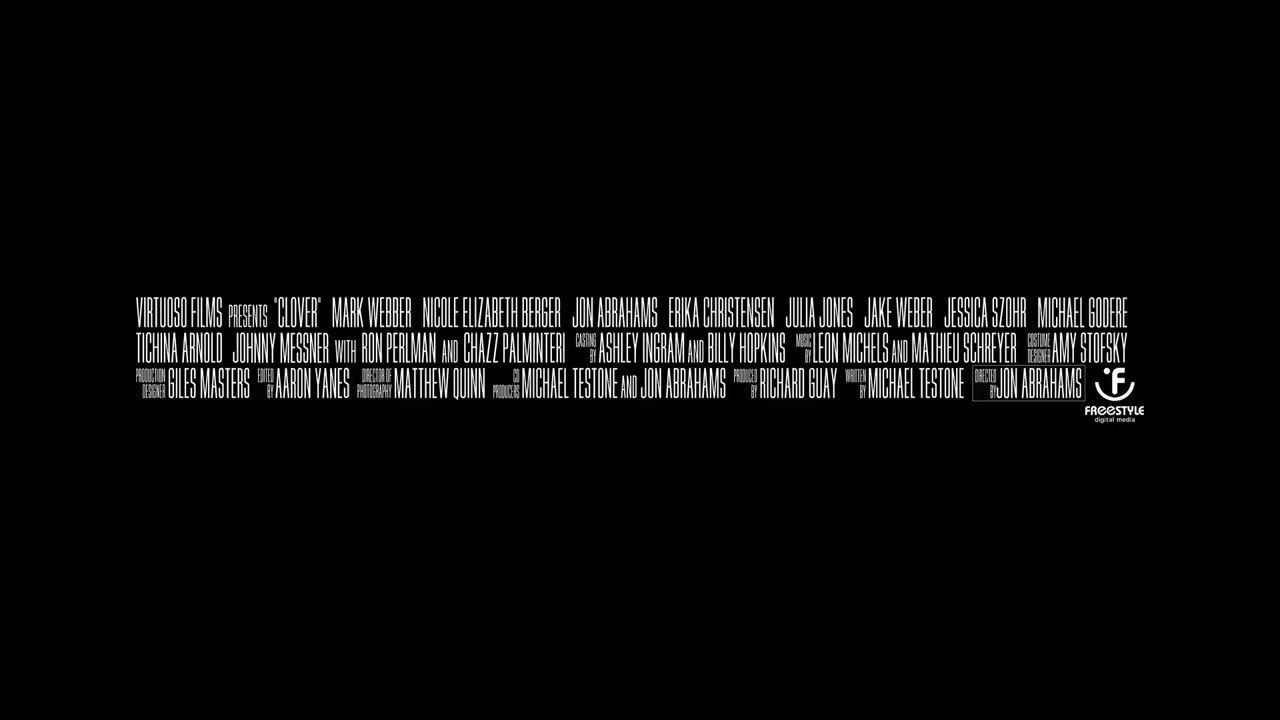 VIRTUOSO FILMS PRESENTS "CLOVER" MARK WEBBER NICOLE ELIZABETH BERGER JON ABRAHAMS ERIKA CHRISTENSEN JULIA JONES JAKE WEBER JESSICA SZOHR MICHAEL GODERE
TICHINA ARNOLD JOHNNY MESSNER WITH RON PERLMAN AND CHAZZ PALMINTERI CASTING BY ASHLEY INGRAM AND BILLY HOPKINS MUSIC BY LEON MICHELS AND MATHIEU SCHREYER COSTUME DESIGNER AMY STOFSKY
PRODUCTION DESIGNER GILES MASTERS EDITED BY AARON YANES DIRECTOR OF PHOTOGRAPHY MATTHEW QUINN CO PRODUCERS MICHAEL TESTONE AND JON ABRAHAMS PRODUCED BY RICHARD GUAY WRITTEN BY MICHAEL TESTONE DIRECTED BY JON ABRAHAMS
F
FREESTYLE
digital media